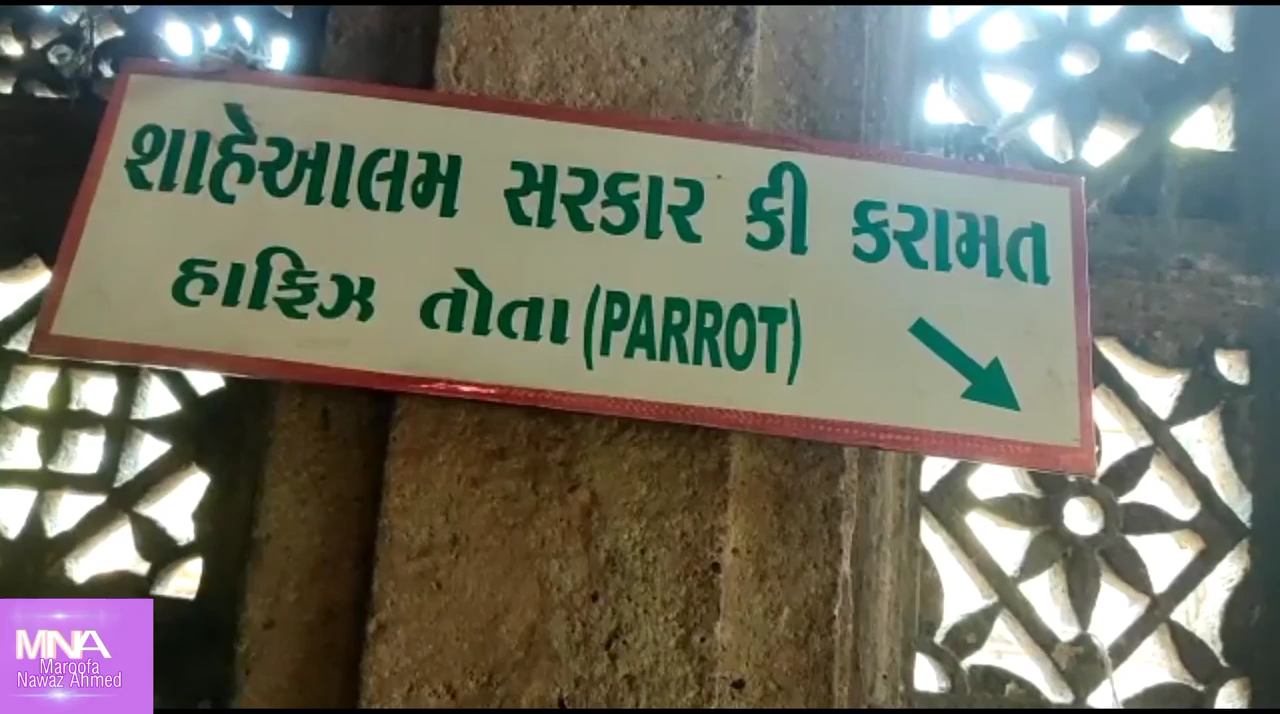 શાહેઆલમ સરકાર કી કરામત
હાફિઝ તોતા (PARROT)
MNA
Maroofa
Nawaz Ahmed